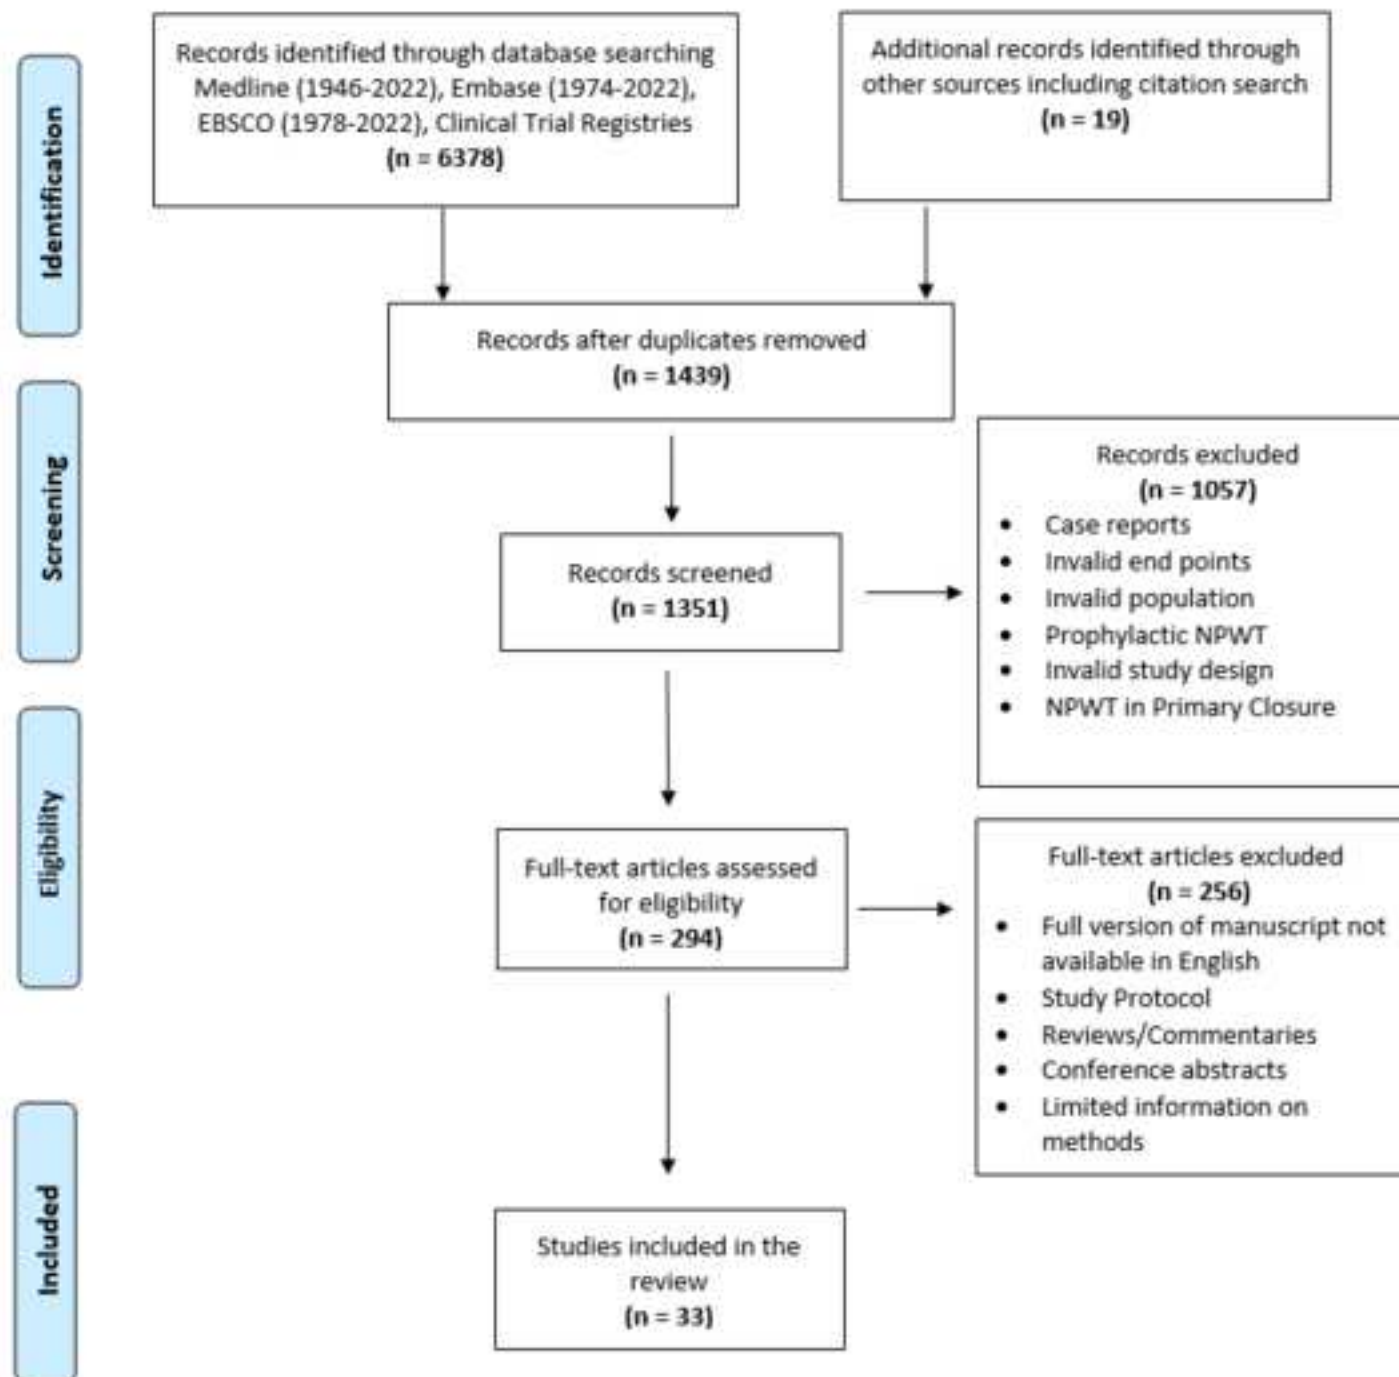 Identification
Records identified through database searching
Medline (1946-2022), Embase (1974-2022),
EBSCO (1978-2022), Clinical Trial Registries
(n = 6378)
Additional records identified through
other sources including citation search
(n = 19)
Records after duplicates removed
(n = 1439)
Screening
Records screened
(n = 1351)
Records excluded
(n = 1057)
• Case reports
• Invalid end points
• Invalid population
• Prophylactic NPWT
• Invalid study design
• NPWT in Primary Closure
Eligibility
Full-text articles assessed
for eligibility
(n = 294)
Full-text articles excluded
(n = 256)
• Full version of manuscript not
available in English
• Study Protocol
• Reviews/Commentaries
• Conference abstracts
• Limited information on
methods
Included
Studies included in the
review
(n = 33)